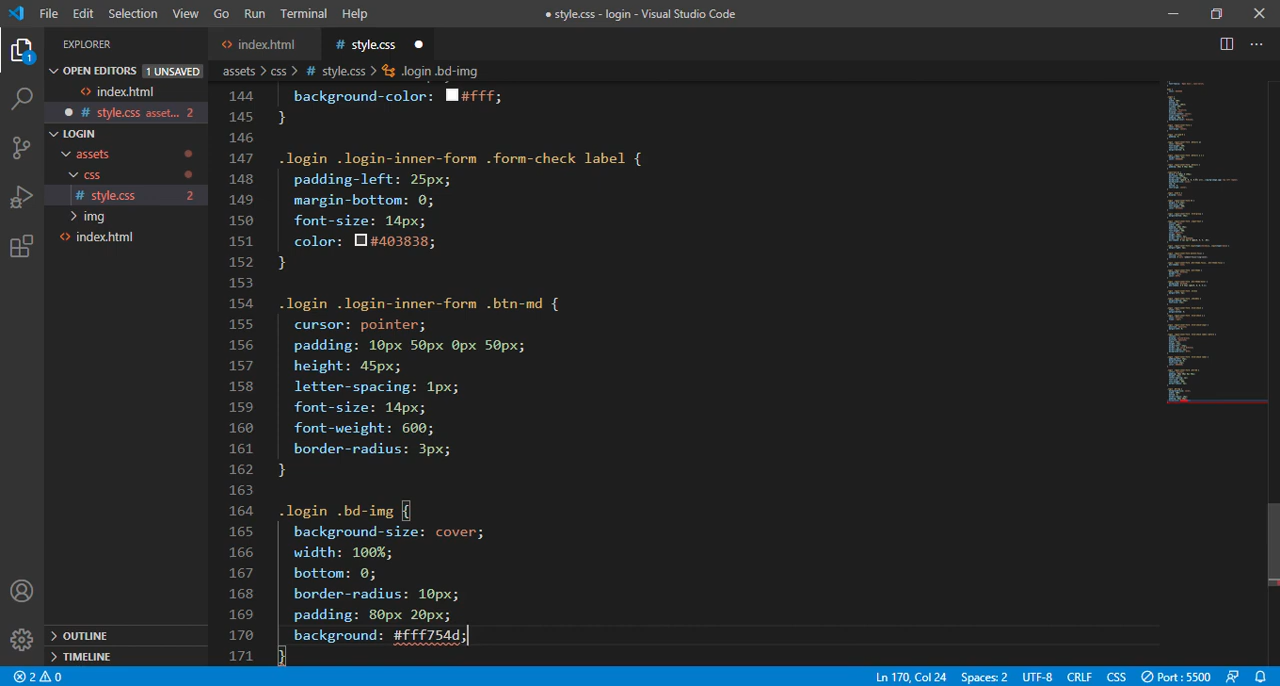 File Edit Selection View Go Run Terminal Help ● style.css - login - Visual Studio Code
EXPLORER
index.html # style.css ●
OPEN EDITORS 1 UNSAVED
assets > css > # style.css > .login .bd-img
index.html
● # style.css asset... 2
LOGIN
assets
css
# style.css 2
img
index.html
144 background-color: #fff;
145 }
146
147 .login .login-inner-form .form-check label {
148 padding-left: 25px;
149 margin-bottom: 0;
150 font-size: 14px;
151 color: #403838;
152 }
153
154 .login .login-inner-form .btn-md {
155 cursor: pointer;
156 padding: 10px 50px 0px 50px;
157 height: 45px;
158 letter-spacing: 1px;
159 font-size: 14px;
160 font-weight: 600;
161 border-radius: 3px;
162 }
163
164 .login .bd-img {
165 background-size: cover;
166 width: 100%;
167 bottom: 0;
168 border-radius: 10px;
169 padding: 80px 20px;
170 background: #fff754d;
171 }
1
OUTLINE
TIMELINE
2 0 Ln 170, Col 24 Spaces: 2 UTF-8 CRLF CSS Port : 5500